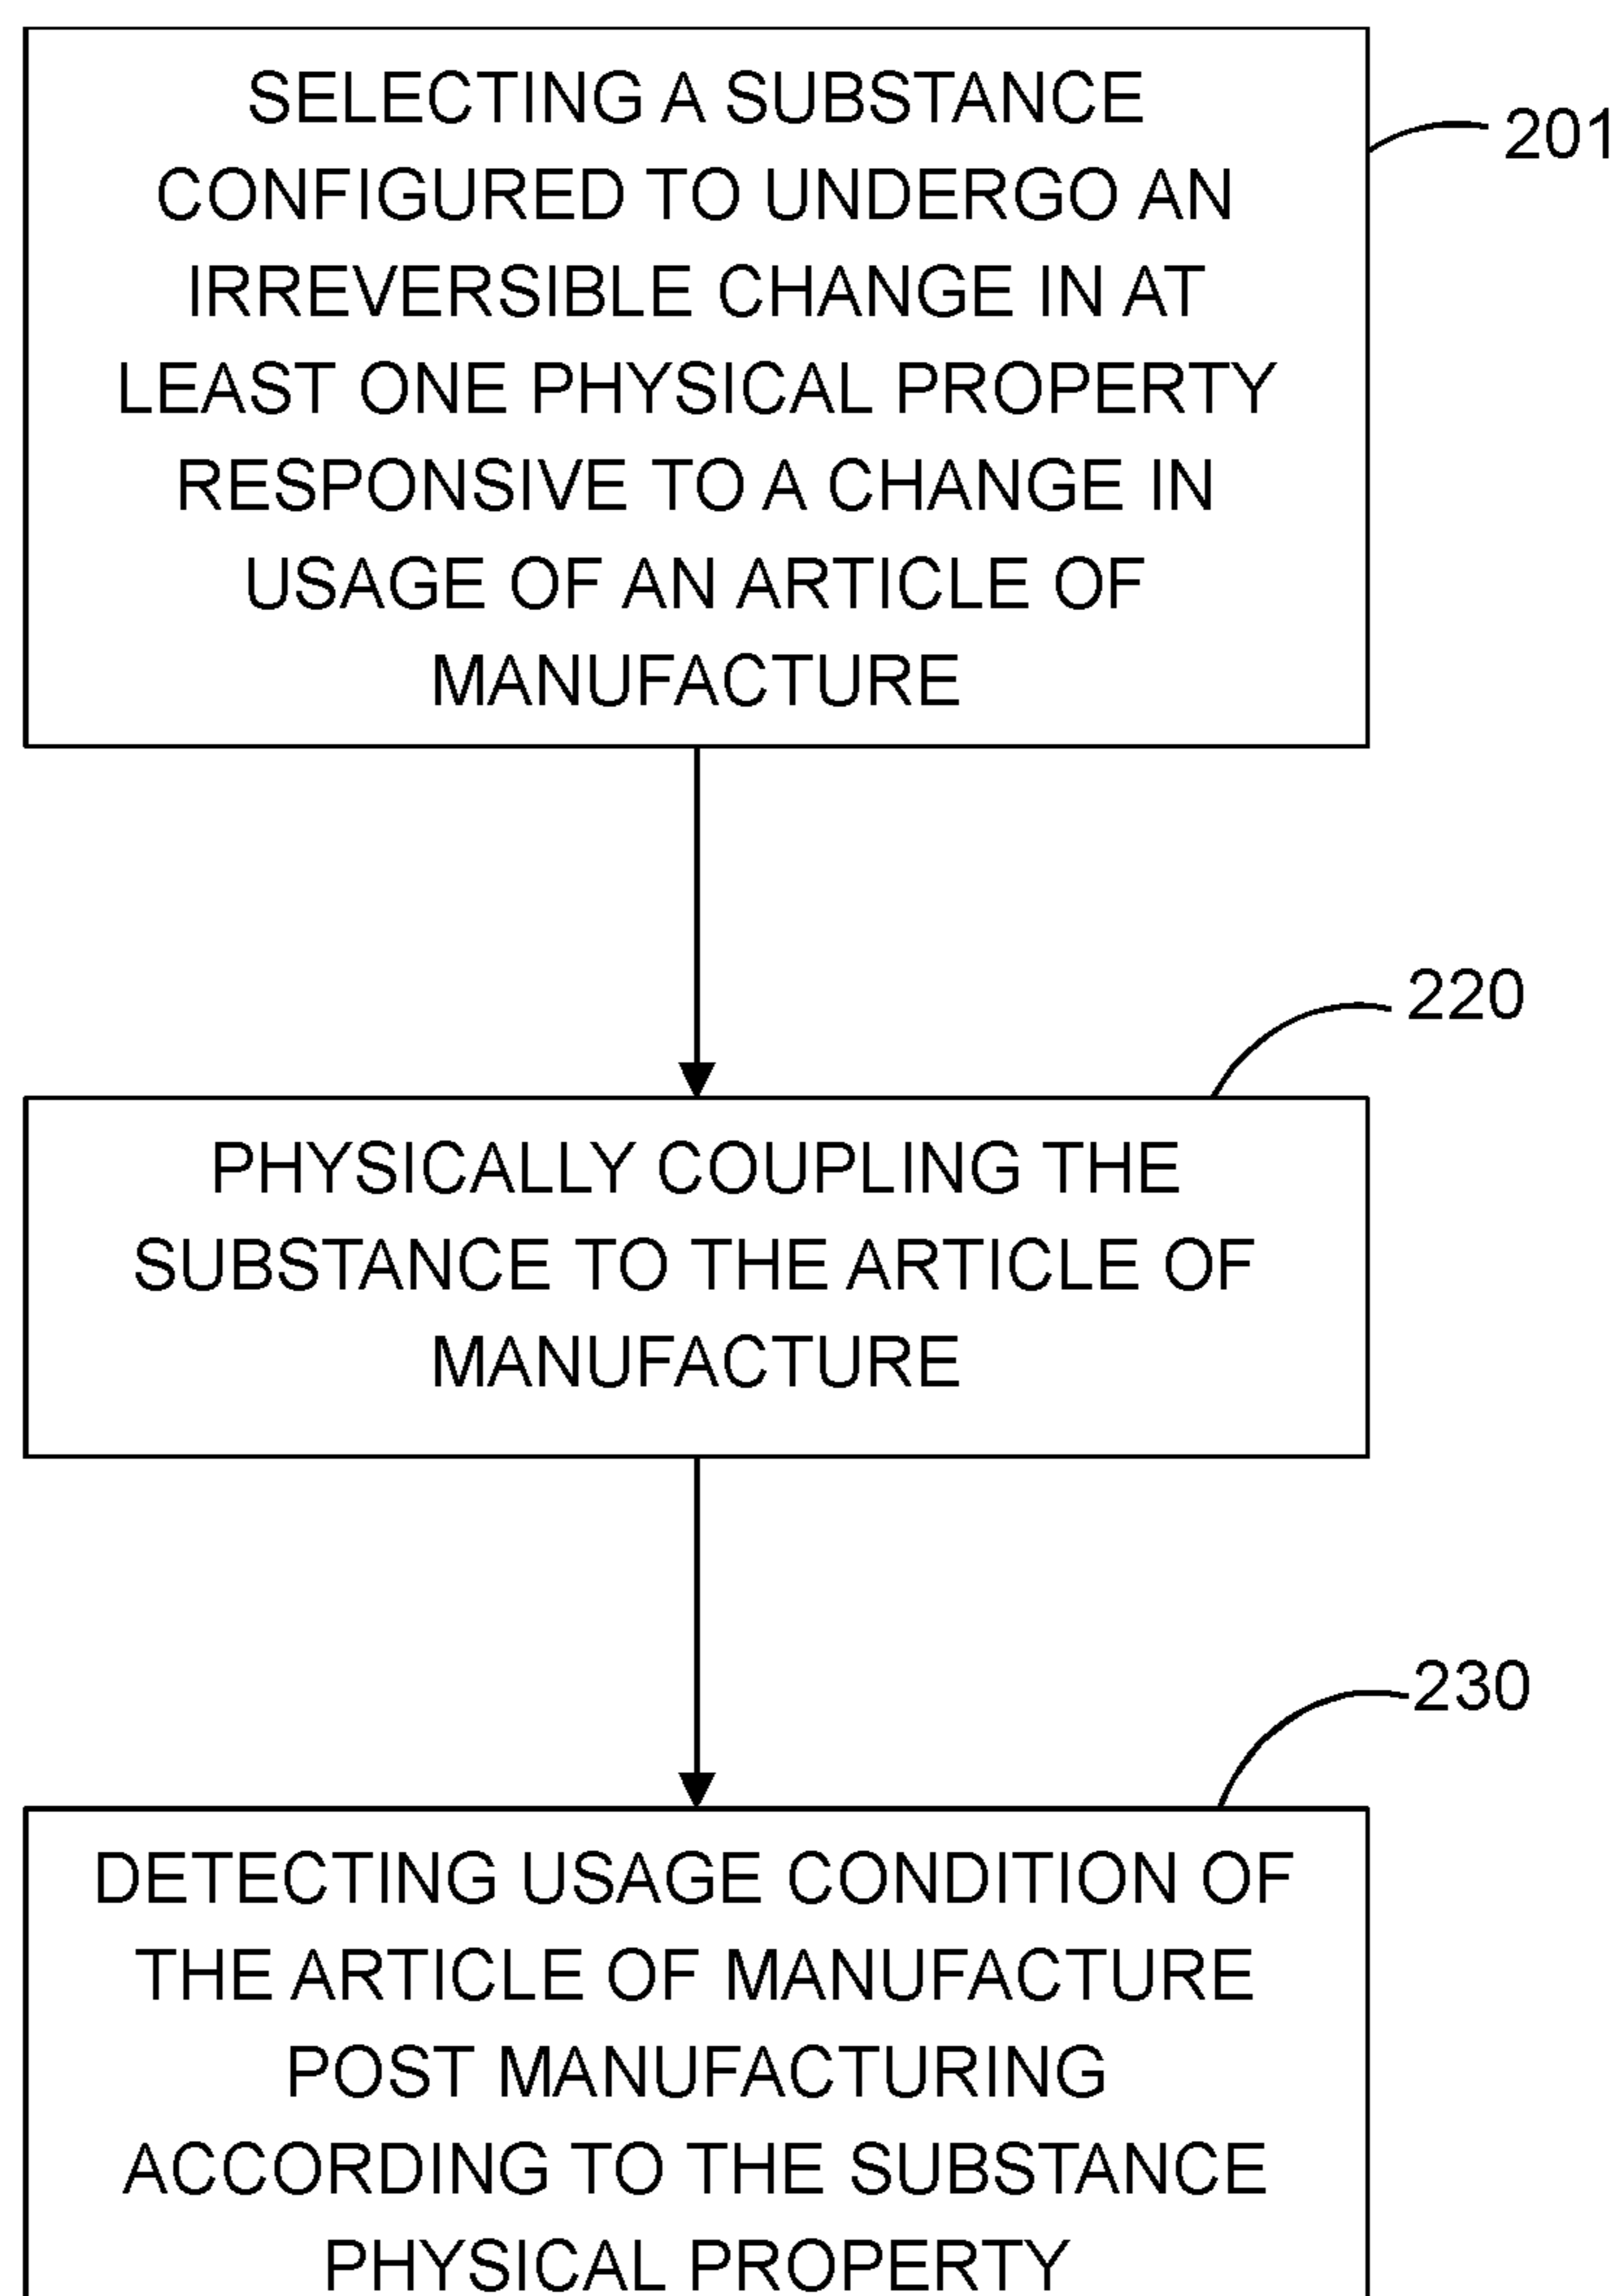 SELECTING A SUBSTANCE
CONFIGURED TO UNDERGO AN
IRREVERSIBLE CHANGE IN AT
LEAST ONE PHYSICAL PROPERTY
RESPONSIVE TO A CHANGE IN
USAGE OF AN ARTICLE OF
MANUFACTURE
201
220
PHYSICALLY COUPLING THE
SUBSTANCE TO THE ARTICLE OF
MANUFACTURE
230
DETECTING USAGE CONDITION OF
THE ARTICLE OF MANUFACTURE
POST MANUFACTURING
ACCORDING TO THE SUBSTANCE
PHYSICAL PROPERTY